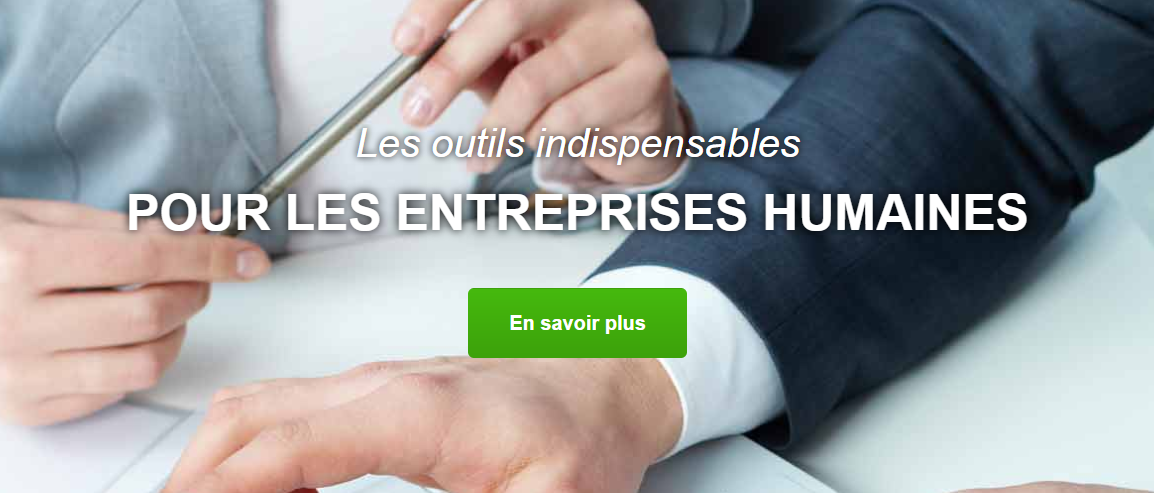 Les outils indispensables
POUR LES ENTREPRISES HUMAINES
En savoir plus